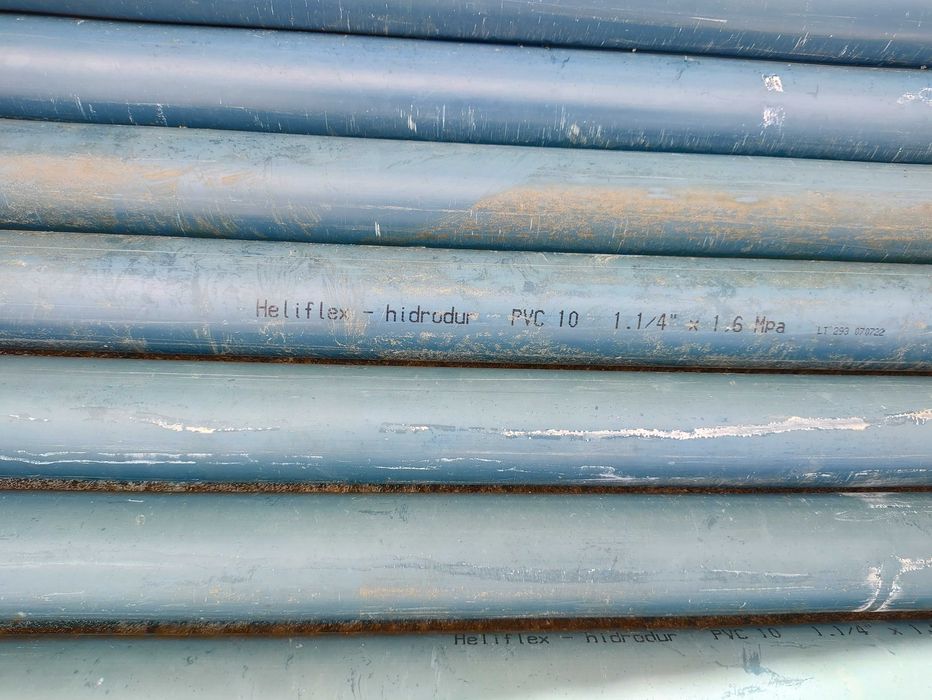 Heliflex - hidrodur PVC 10 1.1/4" x 1.6 Mpa LT 293 070722
Heliflex - hidrodur PVC 10 1.1/4" x 1.